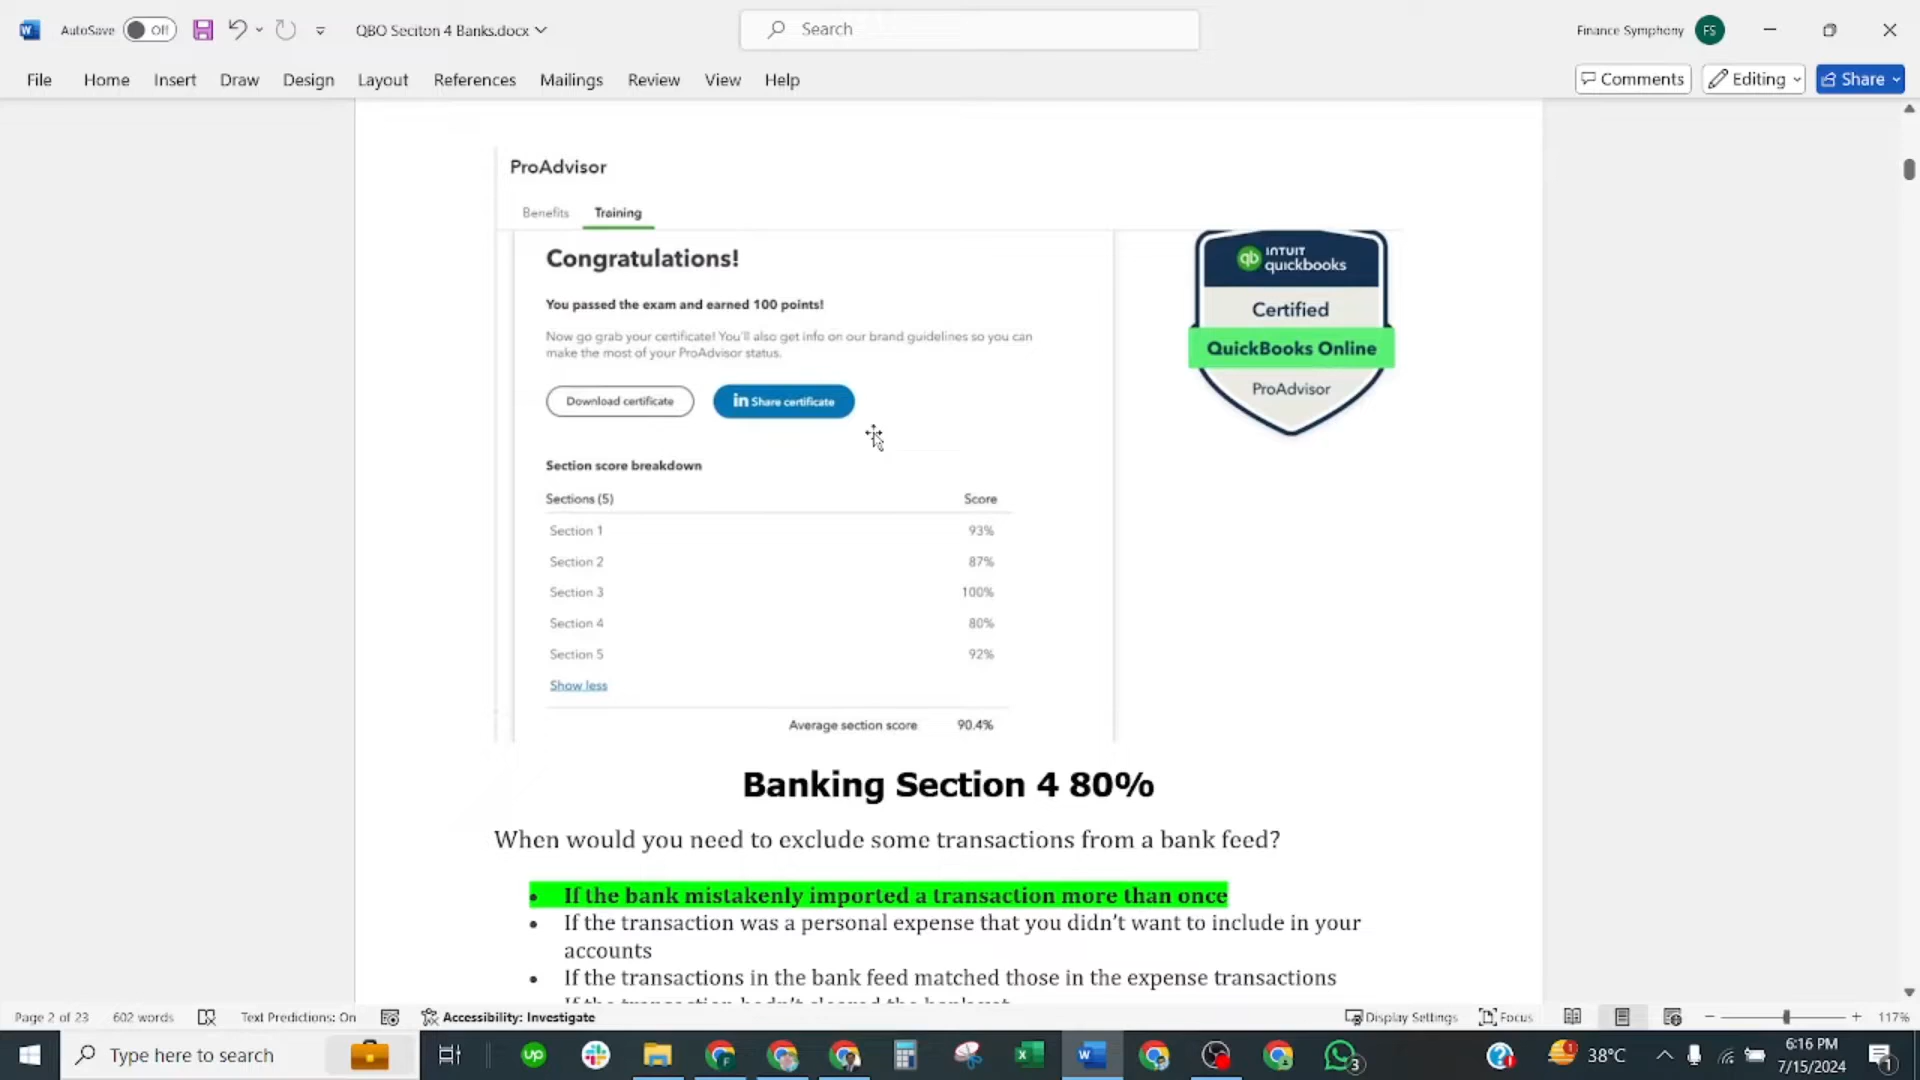 AutoSave Off QBO Seciton 4 Banks.docx Search Finance Symphony FS
File Home Insert Draw Design Layout References Mailings Review View Help Comments Editing Share
ProAdvisor
Benefits Training
Congratulations!
You passed the exam and earned 100 points!
Now go grab your certificate! You'll also get info on our brand guidelines so you can
make the most of your ProAdvisor status.
Download certificate in Share certificate
qb INTUIT
quickbooks
Certified
QuickBooks Online
ProAdvisor
Section score breakdown
Sections (5) Score
Section 1 93%
Section 2 87%
Section 3 100%
Section 4 80%
Section 5 92%
Show less
Average section score 90.4%
Banking Section 4 80%
When would you need to exclude some transactions from a bank feed?
• If the bank mistakenly imported a transaction more than once
• If the transaction was a personal expense that you didn't want to include in your
accounts
• If the transactions in the bank feed matched those in the expense transactions
Page 2 of 23 602 words Text Predictions: On Accessibility: Investigate Display Settings Focus 117%
Type here to search up 38°C 6:16 PM
7/15/2024